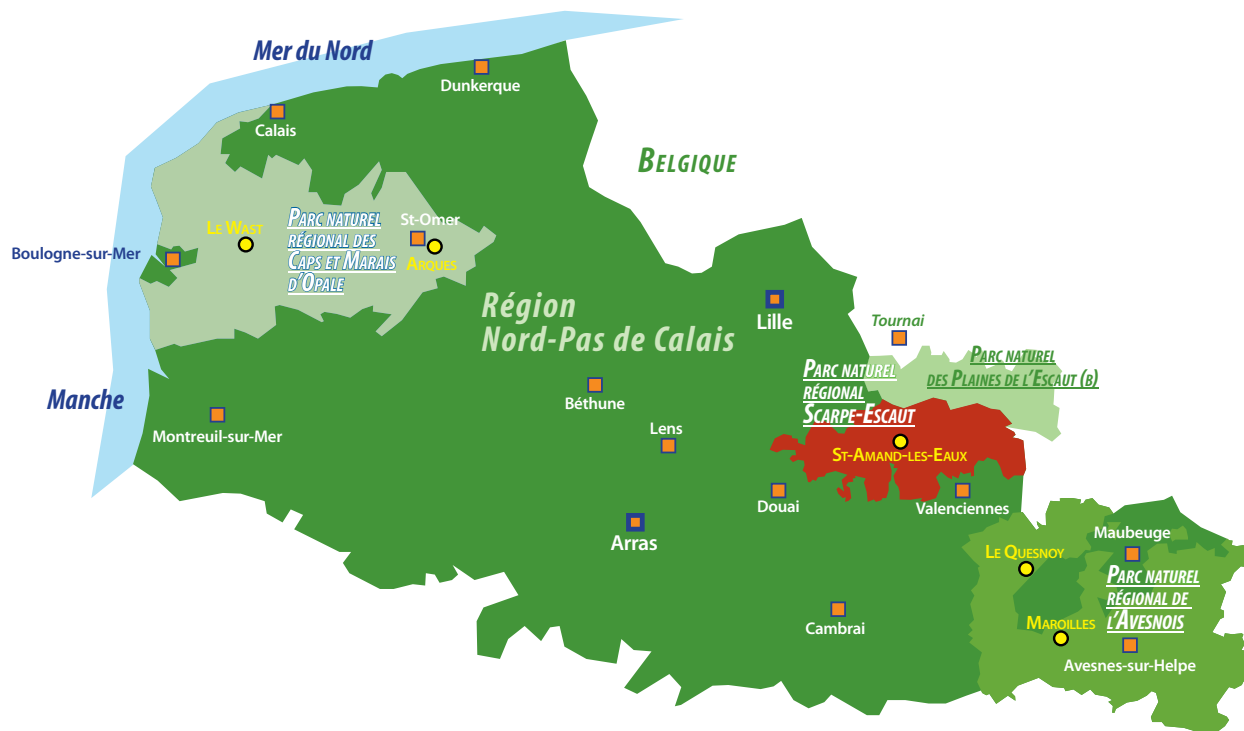 Mer du Nord
Dunkerque
Calais
BELGIQUE
LE WAST
PARC NATUREL
RÉGIONAL DES
CAPS ET MARAIS
D'OPALE
St-Omer
ARQUES
Boulogne-sur-Mer
Région
Nord-Pas de Calais
Lille
Tournai
PARC NATUREL
DES PLAINES DE L'ESCAUT (B)
PARC NATUREL
RÉGIONAL
SCARPE-ESCAUT
Manche
Montreuil-sur-Mer
Béthune
Lens
ST-AMAND-LES-EAUX
Douai
Valenciennes
Arras
Maubeuge
LE QUESNOY
PARC NATUREL
RÉGIONAL DE
L'AVESNOIS
Cambrai
MAROILLES
Avesnes-sur-Helpe